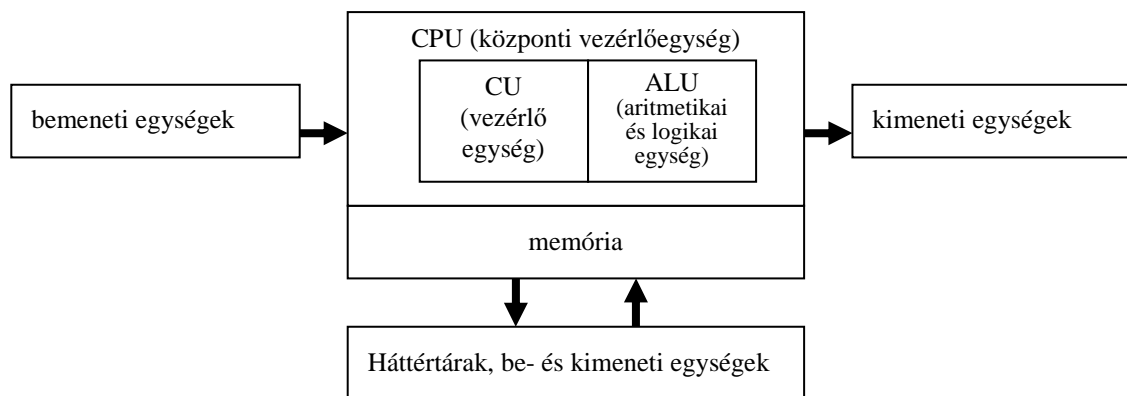 CPU (központi vezérlőegység)
CU
(vezérlő
egység)
ALU
(aritmetikai
és logikai
egység)
bemeneti egységek
kimeneti egységek
memória
Háttértárak, be- és kimeneti egységek